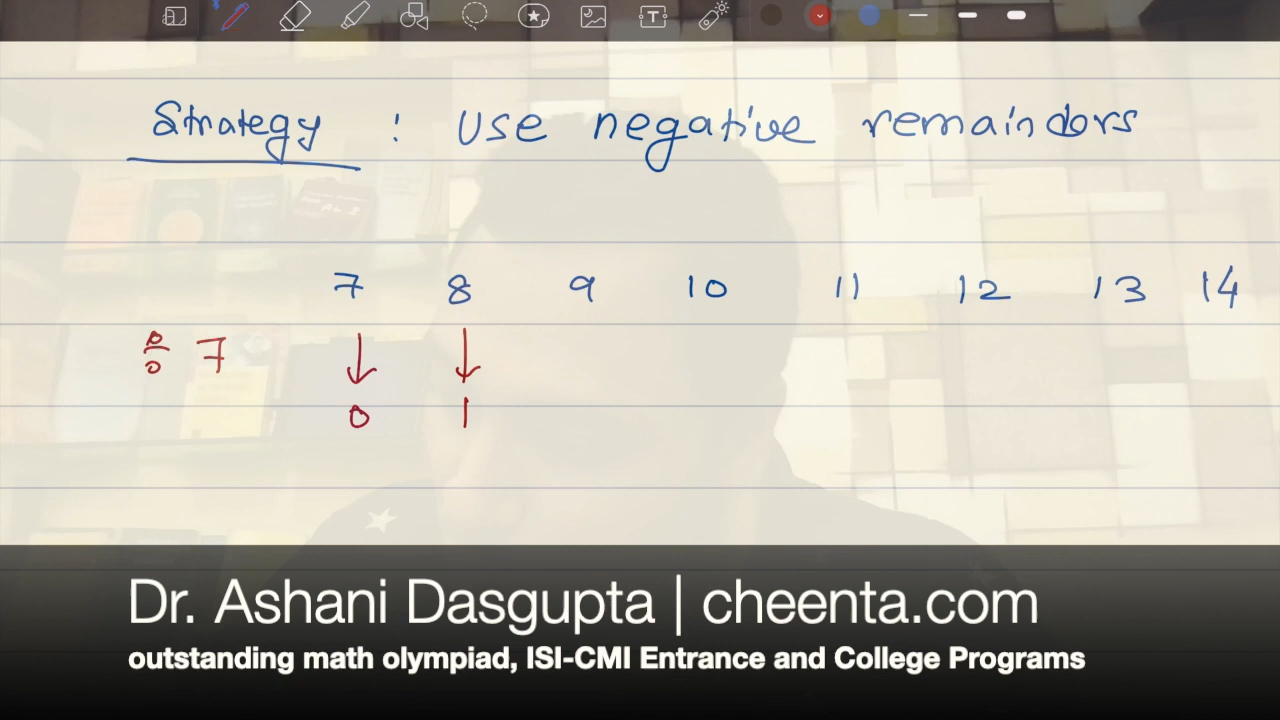 Strategy : Use negative remaindors
7 8 9 10 11 12 13 14
÷ 7 ↓ ↓
0 1
Dr. Ashani Dasgupta | cheenta.com
outstanding math olympiad, ISI-CMI Entrance and College Programs